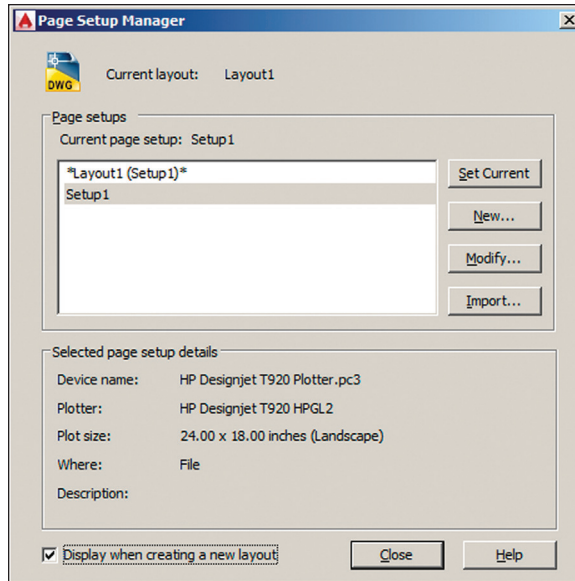 Page Setup Manager
DWG
Current layout: Layout1
Page setups
Current page setup: Setup1
*Layout1 (Setup1)*
Setup1
Set Current
New...
Modify...
Import...
Selected page setup details
Device name: HP Designjet T920 Plotter.pc3
Plotter: HP Designjet T920 HPGL2
Plot size: 24.00 x 18.00 inches (Landscape)
Where: File
Description:
Display when creating a new layout
Close
Help